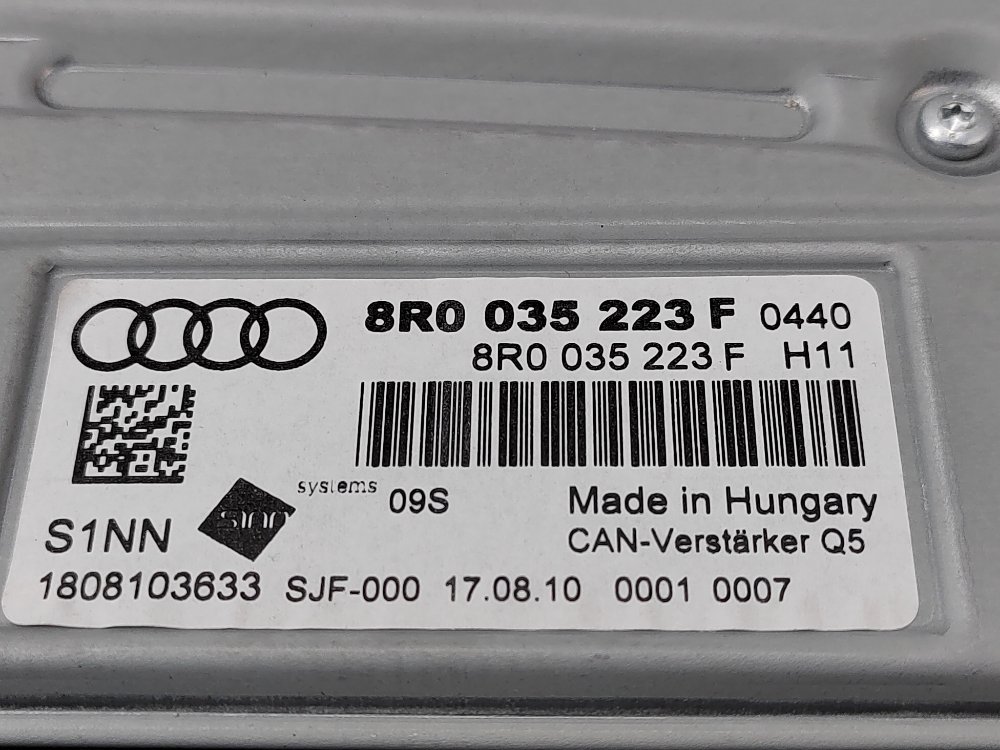 8R0 035 223 F 0440
8R0 035 223 F H11
systems 09S Made in Hungary
S1NN CAN-Verstärker Q5
1808103633 SJF-000 17.08.10 0001 0007